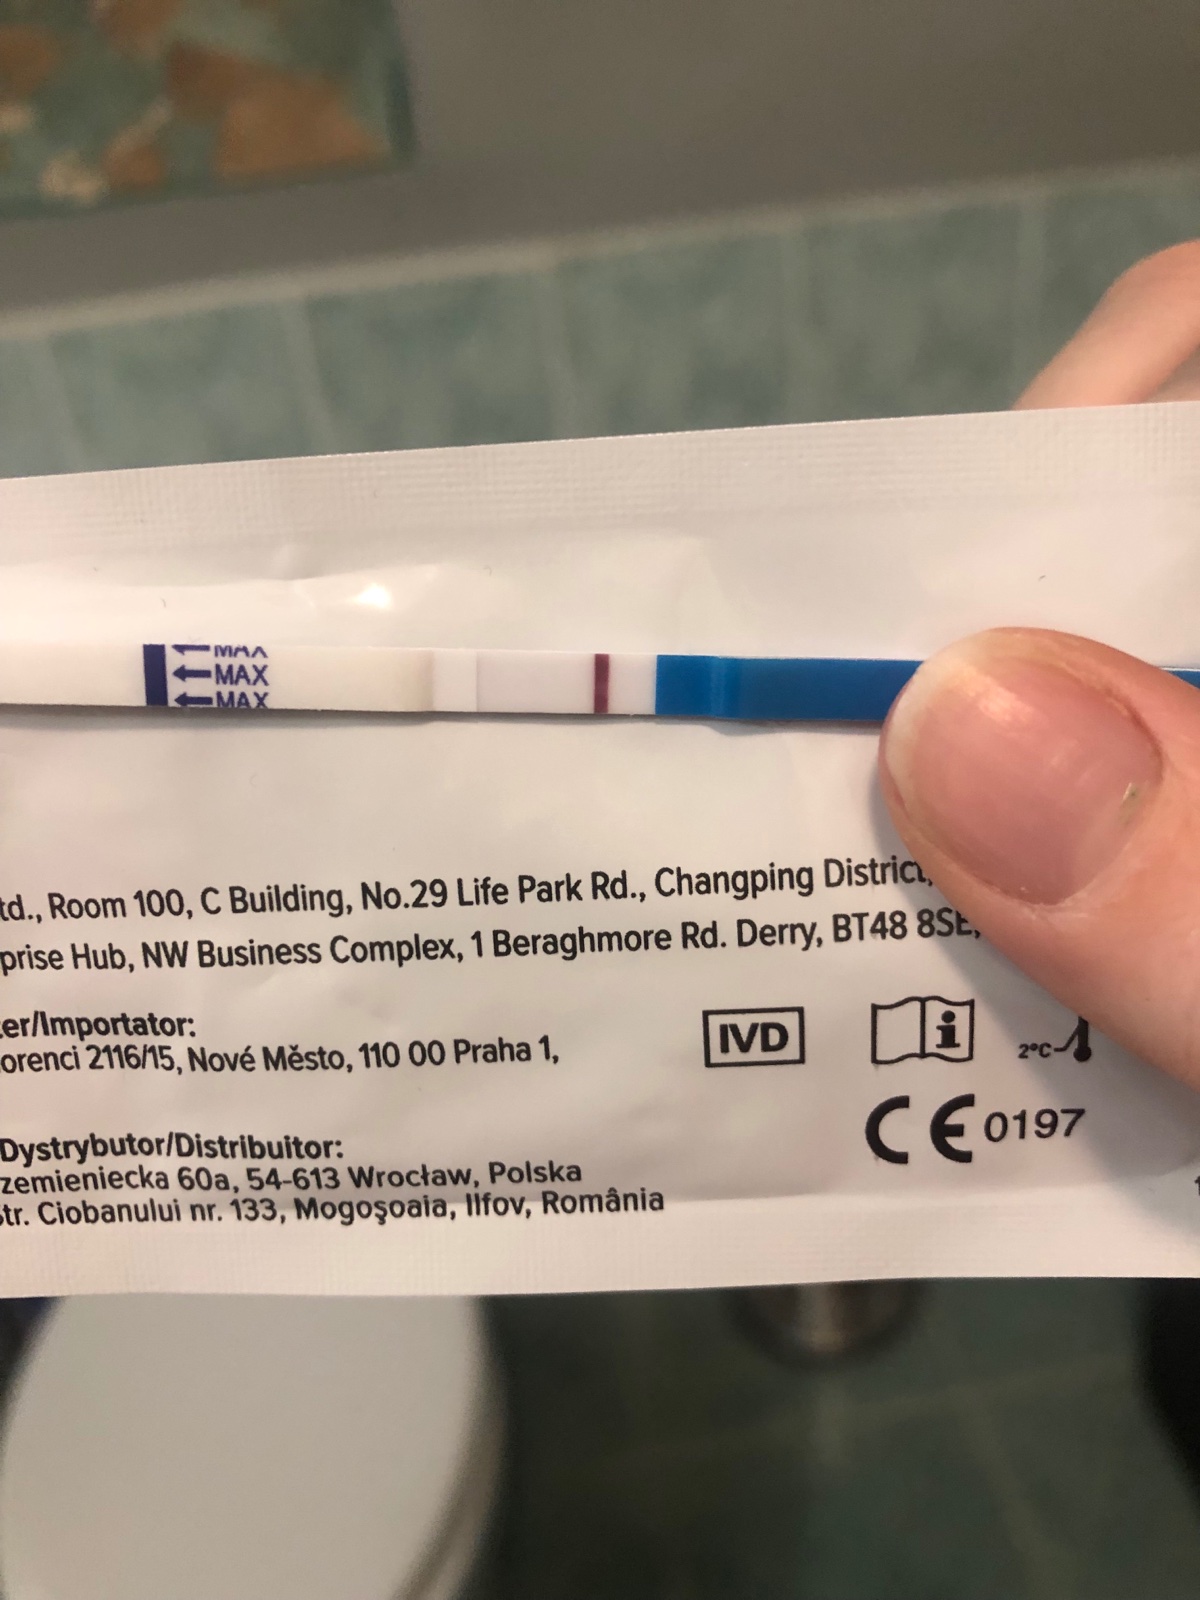 MAX
MAX
MAX
td., Room 100, C Building, No.29 Life Park Rd., Changping District,
prise Hub, NW Business Complex, 1 Beraghmore Rd. Derry, BT48 8SE,
er/Importator:
orenci 2116/15, Nové Město, 110 00 Praha 1,
IVD
i
2°C
CE 0197
Dystrybutor/Distribuitor:
zemieniecka 60a, 54-613 Wrocław, Polska
Str. Ciobanului nr. 133, Mogoşoaia, Ilfov, România